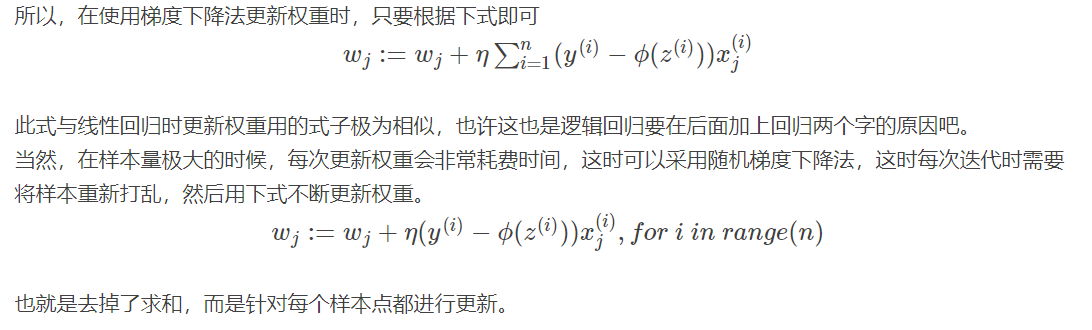 所以，在使用梯度下降法更新权重时，只要根据下式即可
w_j := w_j + η∑_{i=1}^{n}(y^{(i)} − ϕ(z^{(i)}))x_j^{(i)}
此式与线性回归时更新权重用的式子极为相似，也许这也是逻辑回归要在后面加上回归两个字的原因吧。
当然，在样本量极大的时候，每次更新权重会非常耗费时间，这时可以采用随机梯度下降法，这时每次迭代时需要
将样本重新打乱，然后用下式不断更新权重。
w_j := w_j + η(y^{(i)} − ϕ(z^{(i)}))x_j^{(i)}, for i in range(n)
也就是去掉了求和，而是针对每个样本点都进行更新。